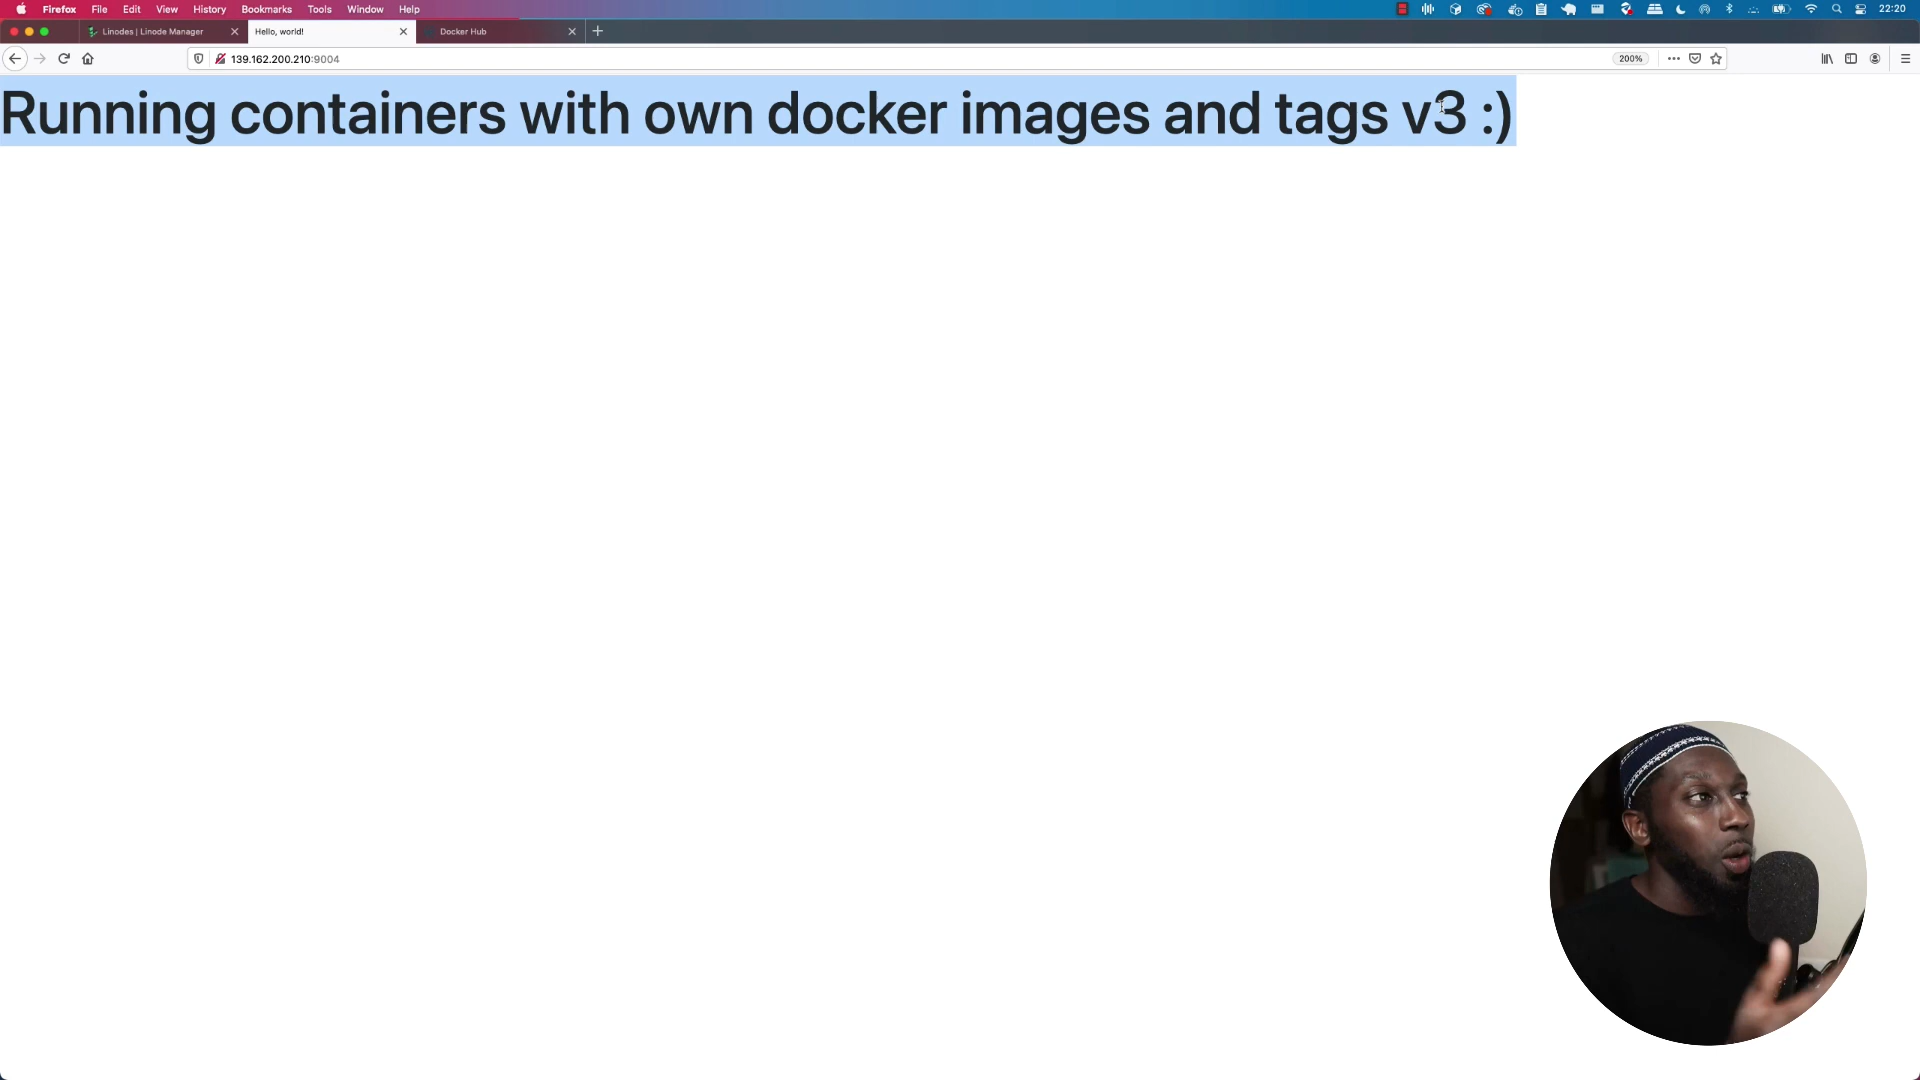 Firefox File Edit View History Bookmarks Tools Window Help 22:20
Linodes | Linode Manager Hello, world! Docker Hub
139.162.200.210:9004 200%
Running containers with own docker images and tags v3 :)